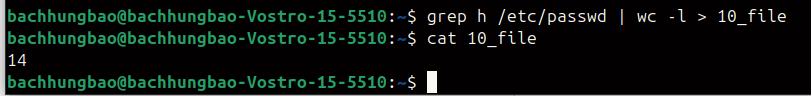 bachhungbao@bachhungbao-Vostro-15-5510:~$ grep h /etc/passwd | wc -l > 10_file
bachhungbao@bachhungbao-Vostro-15-5510:~$ cat 10_file
14
bachhungbao@bachhungbao-Vostro-15-5510:~$